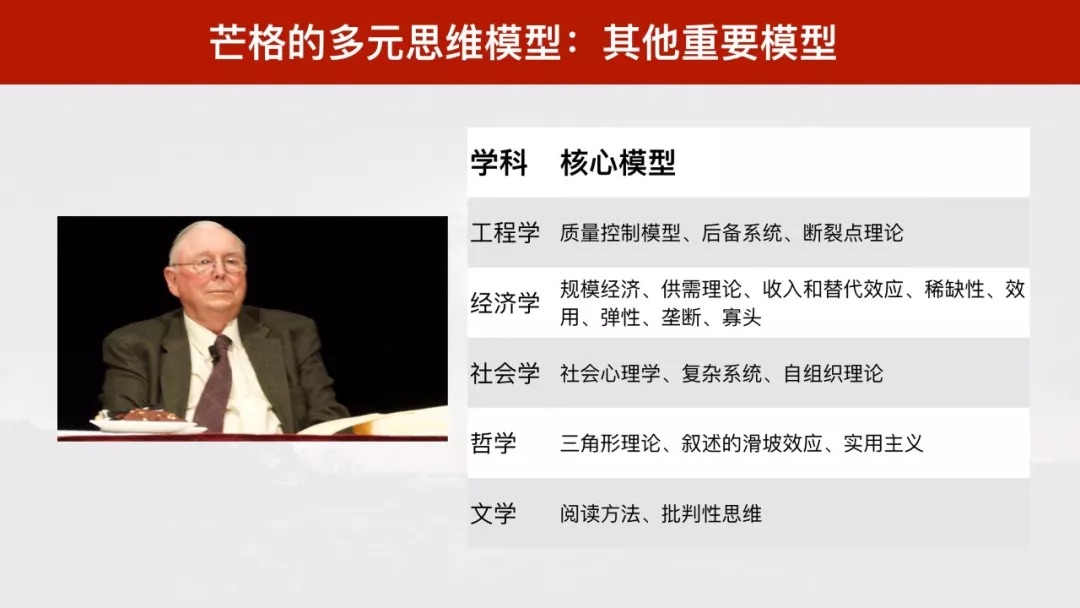 芒格的多元思维模型：其他重要模型
学科 核心模型
工程学 质量控制模型、后备系统、断裂点理论
经济学 规模经济、供需理论、收入和替代效应、稀缺性、效
用、弹性、垄断、寡头
社会学 社会心理学、复杂系统、自组织理论
哲学 三角形理论、叙述的滑坡效应、实用主义
文学 阅读方法、批判性思维